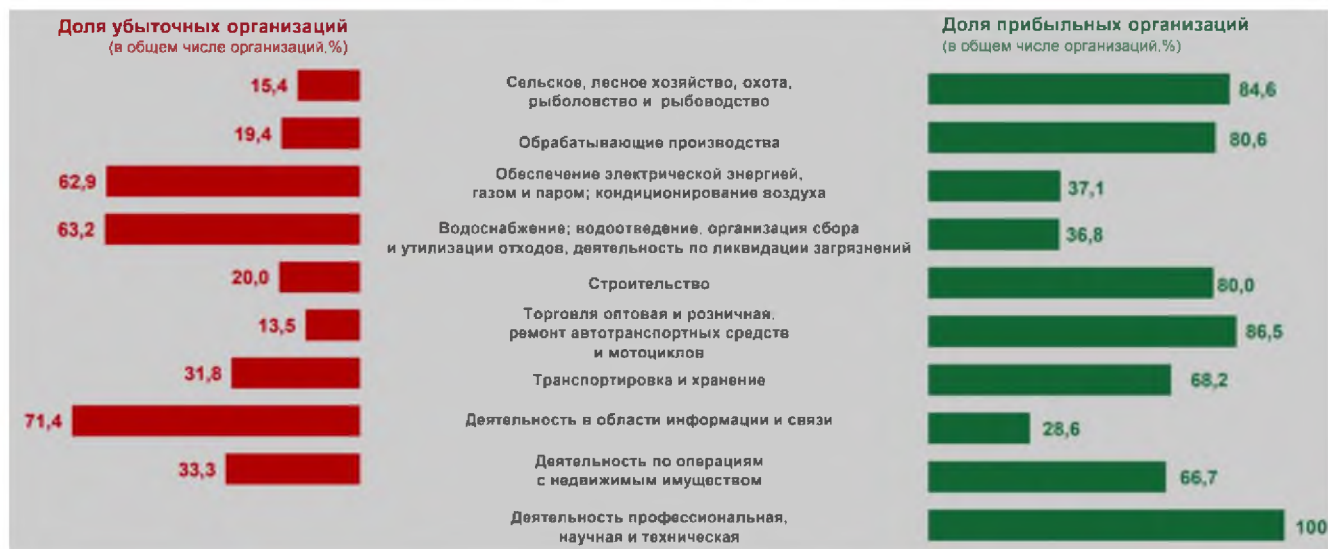 Доля убыточных организаций
(в общем числе организаций,%)
Доля прибыльных организаций
(в общем числе организаций,%)
15,4
Сельское, лесное хозяйство, охота,
рыболовство и рыбоводство
84,6
19,4
Обрабатывающие производства
80,6
62,9
Обеспечение электрической энергией,
газом и паром; кондиционирование воздуха
37,1
63,2
Водоснабжение; водоотведение, организация сбора
и утилизации отходов, деятельность по ликвидации загрязнений
36,8
20,0
Строительство
80,0
13,5
Торговля оптовая и розничная,
ремонт автотранспортных средств
и мотоциклов
86,5
31,8
Транспортировка и хранение
68,2
71,4
Деятельность в области информации и связи
28,6
33,3
Деятельность по операциям
с недвижимым имуществом
66,7
Деятельность профессиональная,
научная и техническая
100